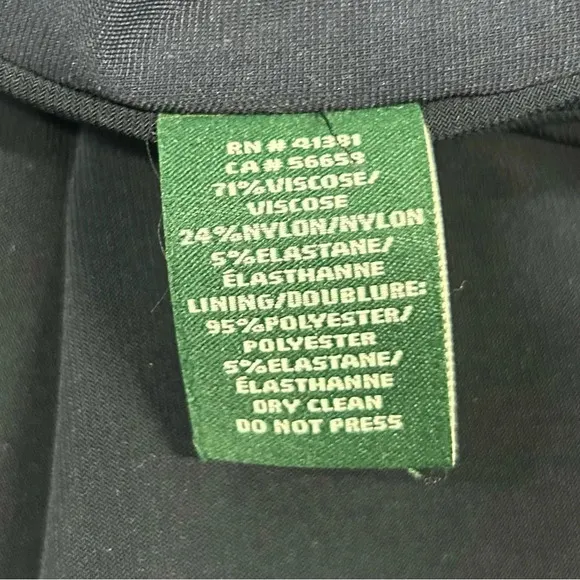 RN # 41381
CA # 56659
71%VISCOSE/
VISCOSE
24%NYLON/NYLON
5%ELASTANE/
ÉLASTHANNE
LINING/DOUBLURE:
95%POLYESTER/
POLYESTER
5%ELASTANE/
ÉLASTHANNE
DRY CLEAN
DO NOT PRESS